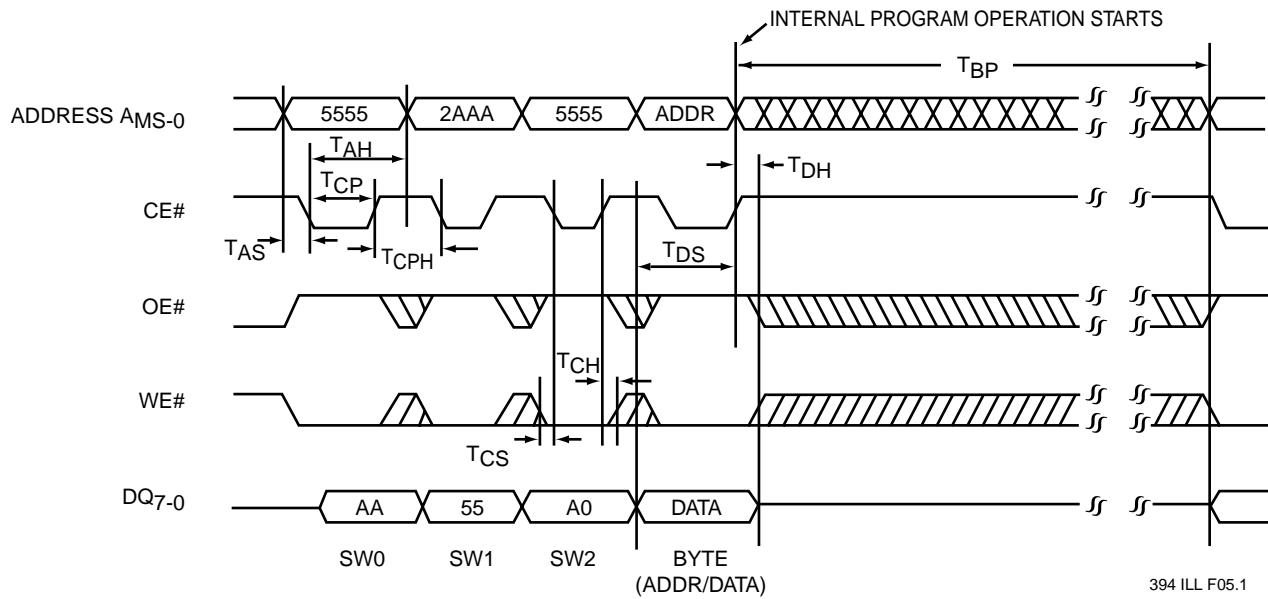 INTERNAL PROGRAM OPERATION STARTS
TBP
ADDRESS AMS-0
5555
2AAA
5555
ADDR
TAH
TDH
TCP
CE#
TAS
TCPH
TDS
OE#
TCH
WE#
TCS
DQ7-0
AA
55
A0
DATA
SW0
SW1
SW2
BYTE
(ADDR/DATA)
394 ILL F05.1